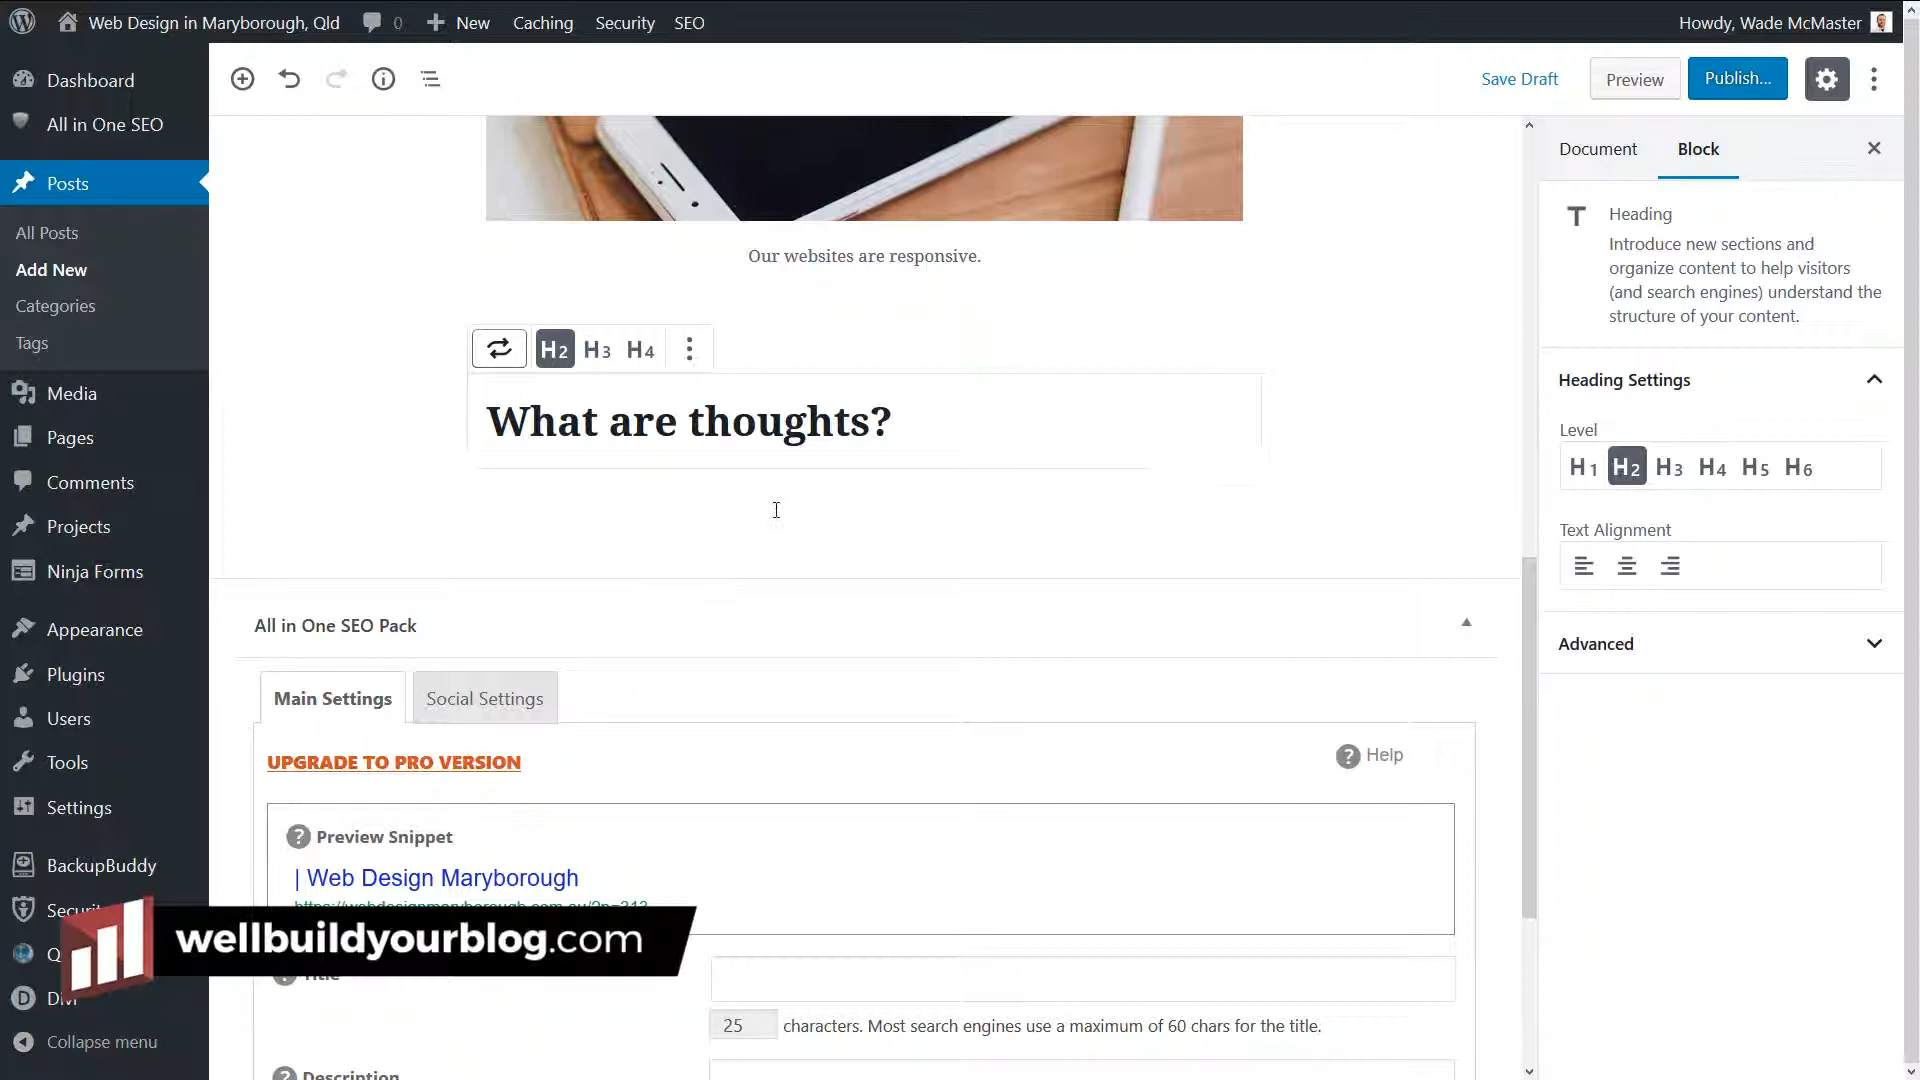 Web Design in Maryborough, Qld
0
New
Caching
Security
SEO
Howdy, Wade McMaster
Dashboard
All in One SEO
Posts
All Posts
Add New
Categories
Tags
Media
Pages
Comments
Projects
Ninja Forms
Appearance
Plugins
Users
Tools
Settings
BackupBuddy
Collapse menu
Save Draft
Preview
Publish...
Our websites are responsive.
H2 H3 H4
What are thoughts?
All in One SEO Pack
Main Settings
Social Settings
UPGRADE TO PRO VERSION
Help
Preview Snippet
| Web Design Maryborough
wellbuildyourblog.com
25 characters. Most search engines use a maximum of 60 chars for the title.
Description
Document
Block
Heading
Introduce new sections and
organize content to help visitors
(and search engines) understand the
structure of your content.
Heading Settings
Level
H1 H2 H3 H4 H5 H6
Text Alignment
Advanced